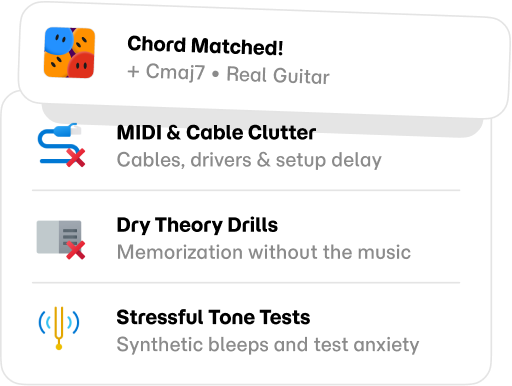 Chord Matched!
+ Cmaj7 • Real Guitar
MIDI & Cable Clutter
Cables, drivers & setup delay
Dry Theory Drills
Memorization without the music
Stressful Tone Tests
Synthetic bleeps and test anxiety